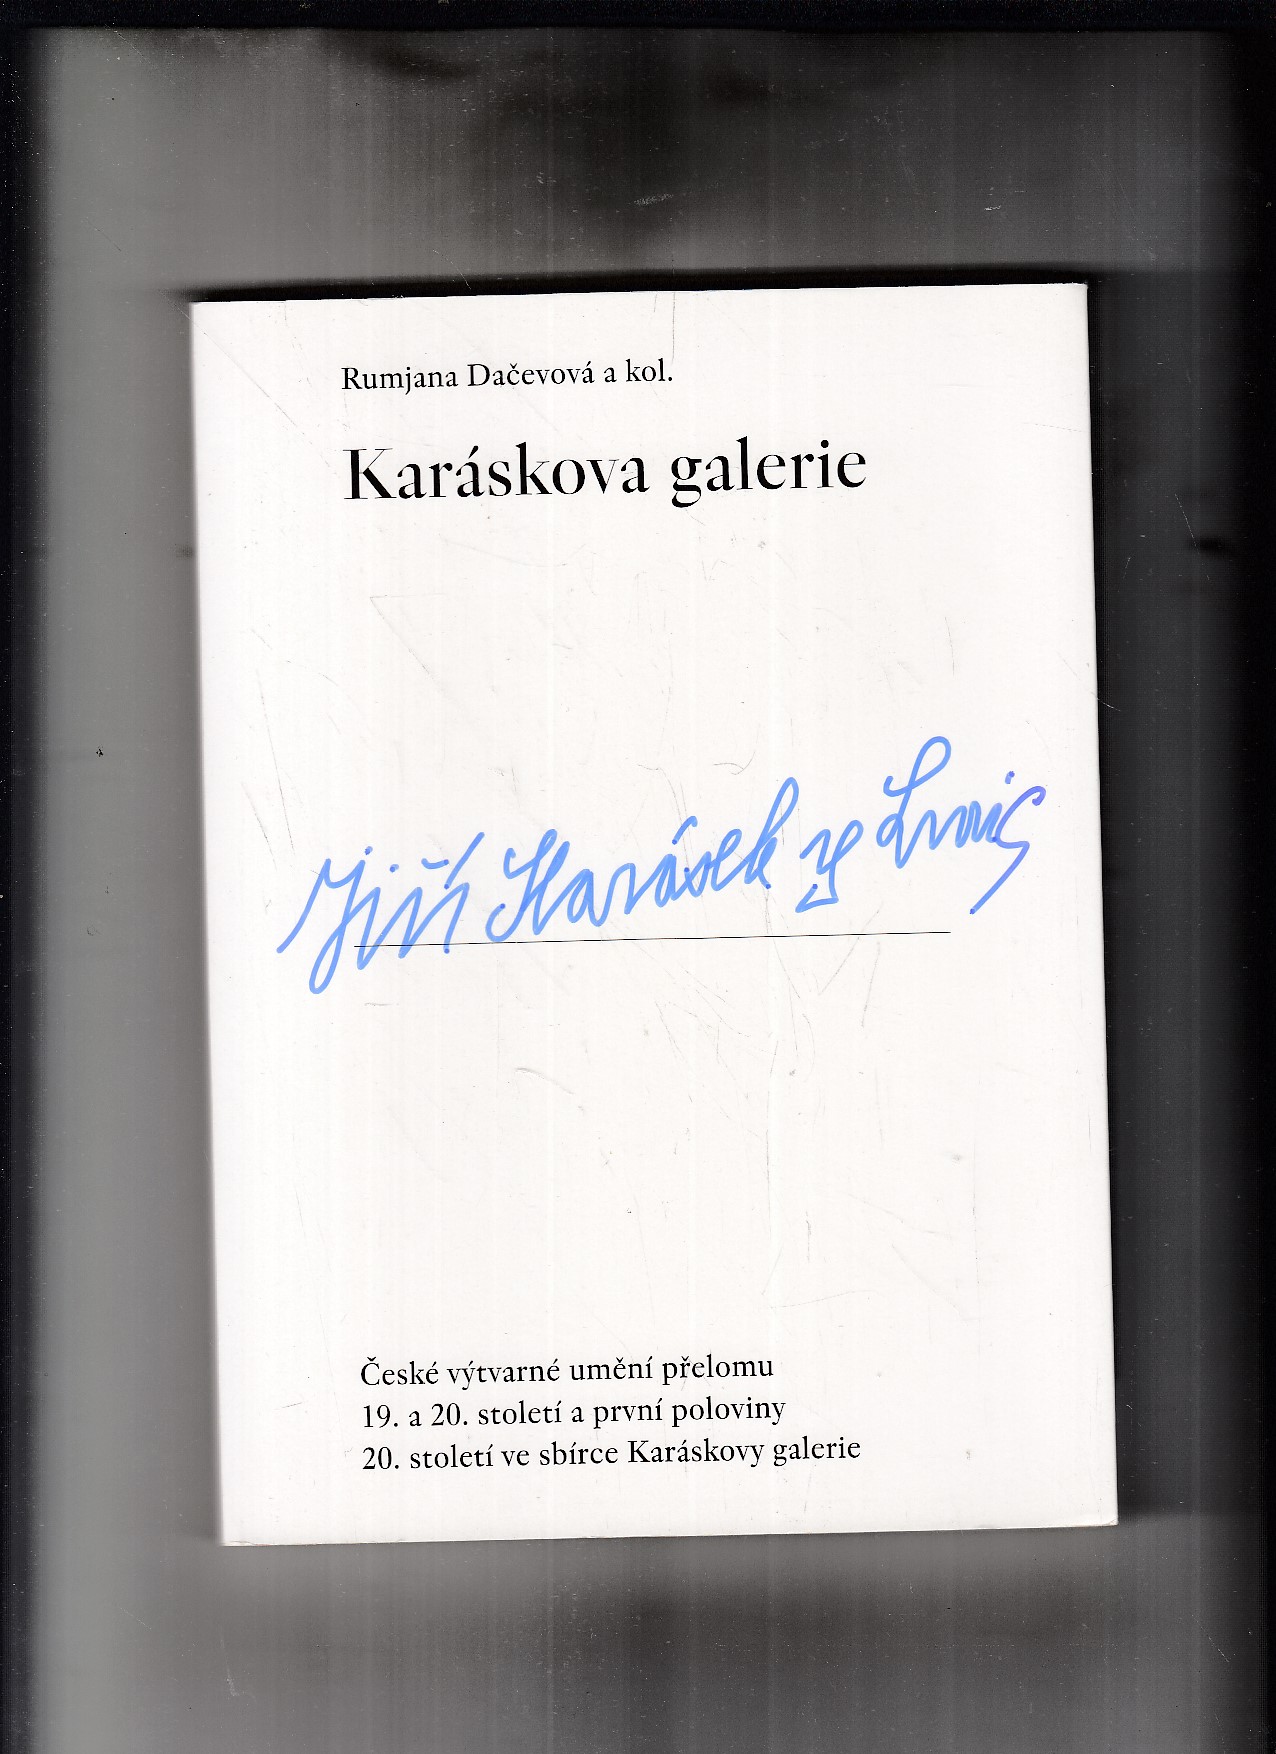 Rumjana Dačevová a kol.
Karáskova galerie
Jiří Karásek ze Lvovic
České výtvarné umění přelomu
19. a 20. století a první poloviny
20. století ve sbírce Karáskovy galerie